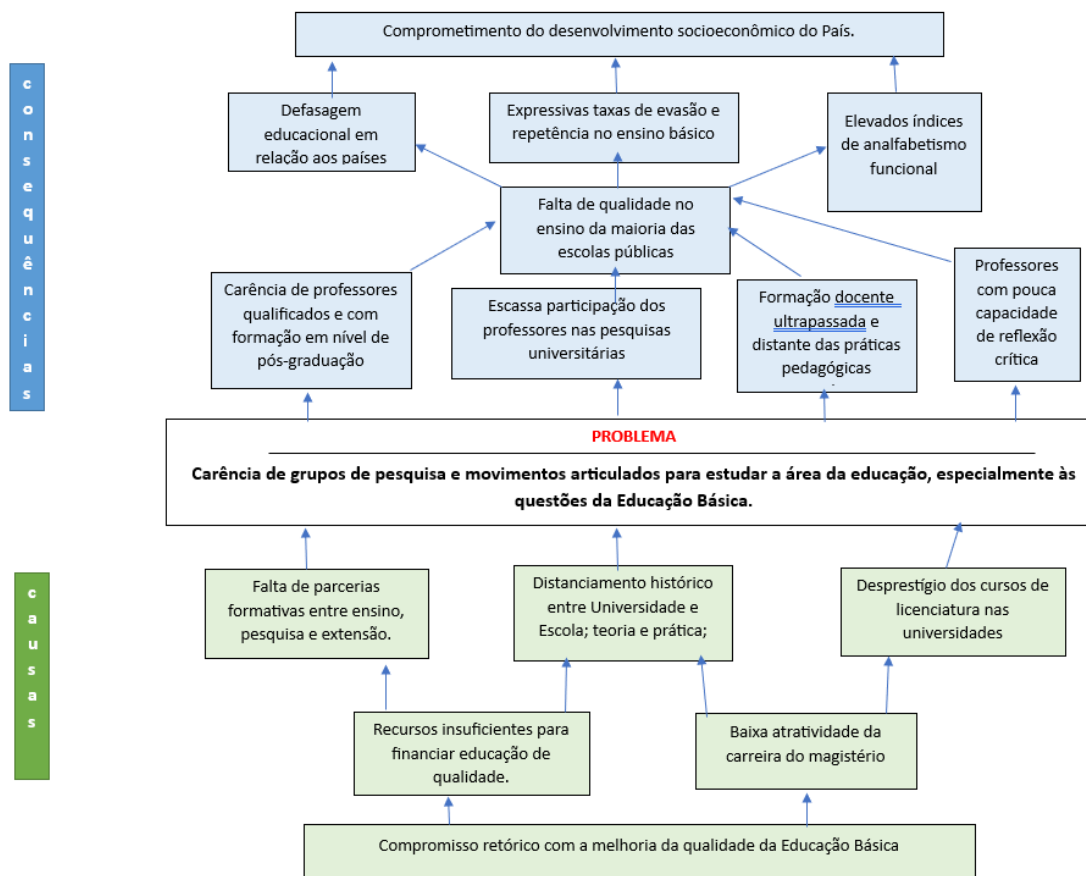 Comprometimento do desenvolvimento socioeconômico do País.
consequências
Defasagem
educacional em
relação aos países
Expressivas taxas de evasão e
repetência no ensino básico
Elevados índices
de analfabetismo
funcional
Falta de qualidade no
ensino da maioria das
escolas públicas
Carência de professores
qualificados e com
formação em nível de
pós-graduação
Escassa participação dos
professores nas pesquisas
universitárias
Formação docente
ultrapassada e
distante das práticas
pedagógicas
Professores
com pouca
capacidade
de reflexão
crítica
PROBLEMA
Carência de grupos de pesquisa e movimentos articulados para estudar a área da educação, especialmente às
questões da Educação Básica.
causas
Falta de parcerias
formativas entre ensino,
pesquisa e extensão.
Distanciamento histórico
entre Universidade e
Escola; teoria e prática;
Desprestígio dos cursos de
licenciatura nas
universidades
Recursos insuficientes para
financiar educação de
qualidade.
Baixa atratividade da
carreira do magistério
Compromisso retórico com a melhoria da qualidade da Educação Básica